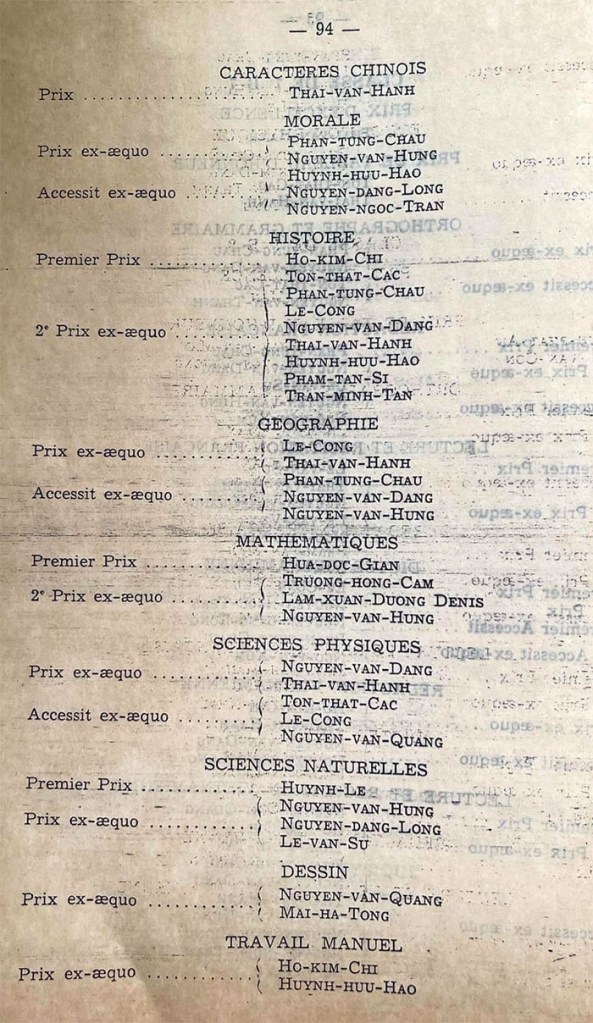 — 94 —
CARACTERES CHINOIS
Prix .................... THAI-VAN-HANH
MORALE
PHAN-TUNG-CHAU
Prix ex-æquo ...........
NGUYEN-VAN-HUNG
HUYNH-HUU-HAO
Accessit ex-æquo ........ NGUYEN-DANG-LONG
NGUYEN-NGOC-TRAN
HISTOIRE
Premier Prix ............ HO-KIM-CHI
TON-THAT-CAC
PHAN-TUNG-CHAU
LE-CONG
2e Prix ex-æquo ......... NGUYEN-VAN-DANG
THAI-VAN-HANH
HUYNH-HUU-HAO
PHAM-TAN-SI
TRAN-MINH-TAN
GEOGRAPHIE
Prix ex-æquo ........... LE-CONG
THAI-VAN-HANH
PHAN-TUNG-CHAU
Accessit ex-æquo ........ NGUYEN-VAN-DANG
NGUYEN-VAN-HUNG
MATHEMATIQUES
Premier Prix ............ HUA-DOC-GIAN
TRUONG-HONG-CAM
2e Prix ex-æquo ......... LAM-XUAN-DUONG DENIS
NGUYEN-VAN-HUNG
SCIENCES PHYSIQUES
Prix ex-æquo ........... NGUYEN-VAN-DANG
THAI-VAN-HANH
TON-THAT-CAC
Accessit ex-æquo ........ LE-CONG
NGUYEN-VAN-QUANG
SCIENCES NATURELLES
Premier Prix ............ HUYNH-LE
NGUYEN-VAN-HUNG
Prix ex-æquo ........... NGUYEN-DANG-LONG
LE-VAN-SU
DESSIN
Prix ex-æquo ........... NGUYEN-VAN-QUANG
MAI-HA-TONG
TRAVAIL MANUEL
Prix ex-æquo ........... HO-KIM-CHI
HUYNH-HUU-HAO